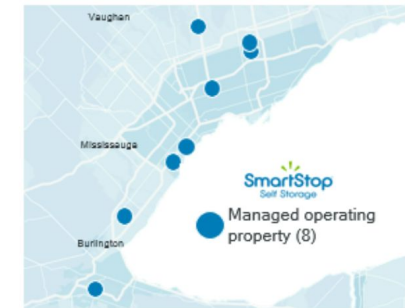 Vaughan
Mississauga
SmartStop
Self Storage
Managed operating
property (8)
Burlington